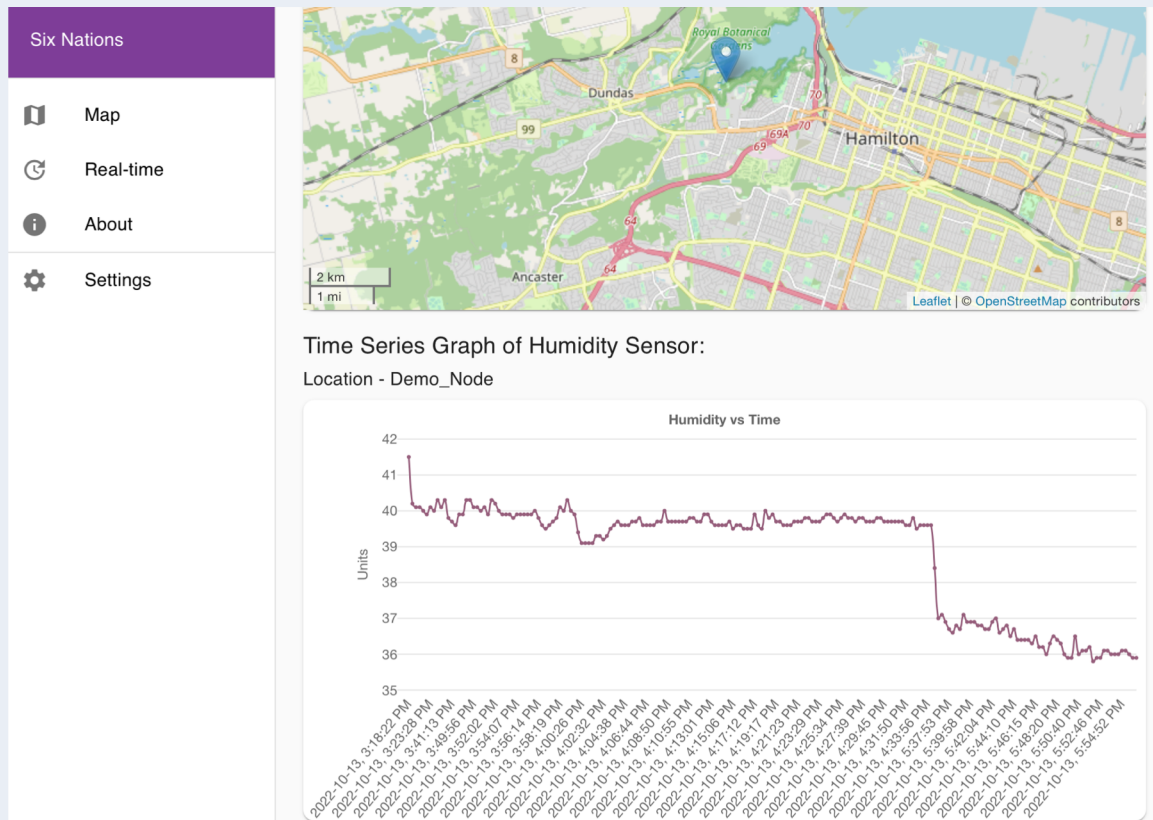 Six Nations
Map
Real-time
About
Settings
Royal Botanical
Gardens
8
Dundas
99
70
70
69A
69
Hamilton
64
8
64
Ancaster
2 km
1 mi
Leaflet | © OpenStreetMap contributors
Time Series Graph of Humidity Sensor:
Location - Demo_Node
Humidity vs Time
42
41
40
39
38
37
36
35
Units
2022-10-13, 3:18:22 PM
2022-10-13, 3:23:28 PM
2022-10-13, 3:41:13 PM
2022-10-13, 3:49:56 PM
2022-10-13, 3:52:02 PM
2022-10-13, 3:54:07 PM
2022-10-13, 3:56:14 PM
2022-10-13, 3:58:19 PM
2022-10-13, 4:00:26 PM
2022-10-13, 4:02:32 PM
2022-10-13, 4:04:38 PM
2022-10-13, 4:06:44 PM
2022-10-13, 4:08:50 PM
2022-10-13, 4:10:55 PM
2022-10-13, 4:13:01 PM
2022-10-13, 4:15:06 PM
2022-10-13, 4:17:12 PM
2022-10-13, 4:19:17 PM
2022-10-13, 4:21:23 PM
2022-10-13, 4:23:29 PM
2022-10-13, 4:25:34 PM
2022-10-13, 4:27:39 PM
2022-10-13, 4:29:45 PM
2022-10-13, 4:31:50 PM
2022-10-13, 4:33:56 PM
2022-10-13, 5:37:53 PM
2022-10-13, 5:39:58 PM
2022-10-13, 5:42:04 PM
2022-10-13, 5:44:10 PM
2022-10-13, 5:46:15 PM
2022-10-13, 5:48:20 PM
2022-10-13, 5:50:40 PM
2022-10-13, 5:52:46 PM
2022-10-13, 5:54:52 PM